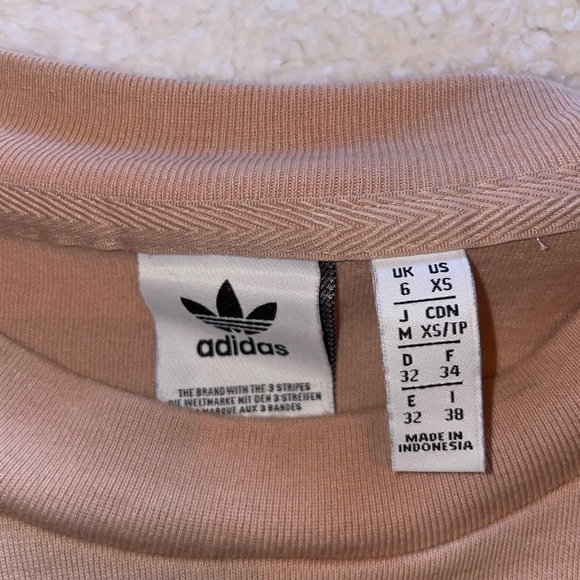 adidas
THE BRAND WITH THE 3 STRIPES
DIE WELTMARKE MIT DEN 3 STREIFEN
MARQUE AUX 3 BANDES
UK US
6 XS
J CDN
M XS/TP
D F
32 34
E I
32 38
MADE IN
INDONESIA